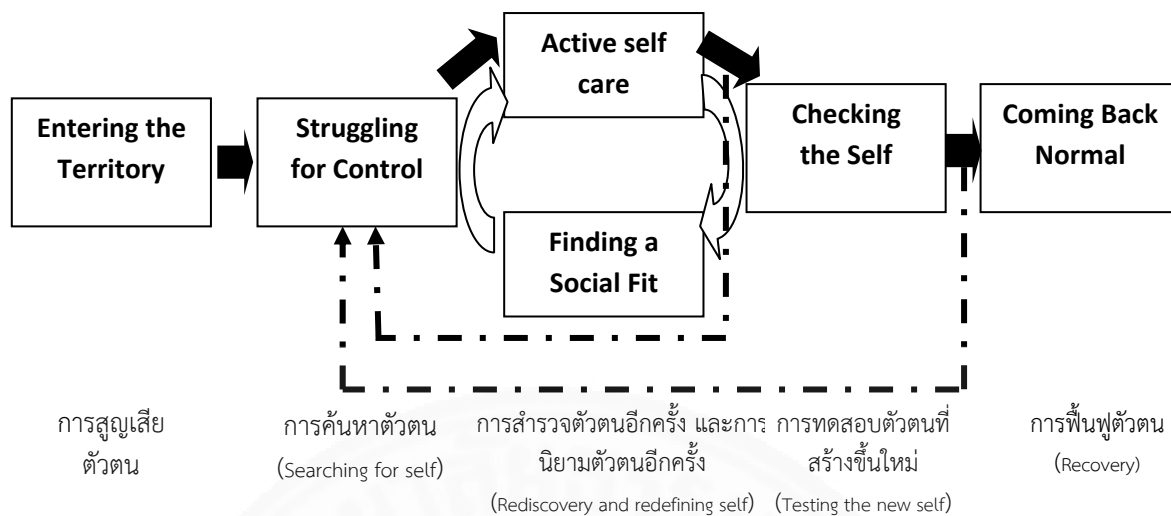 Active self
care
Entering the
Territory
Struggling
for Control
Checking
the Self
Coming Back
Normal
Finding a
Social Fit
การสูญเสีย
ตัวตน
การค้นหาตัวตน
(Searching for self)
การสำรวจตัวตนอีกครั้ง และการ
นิยามตัวตนอีกครั้ง
(Rediscovery and redefining self)
การทดสอบตัวตนที่
สร้างขึ้นใหม่
(Testing the new self)
การฟื้นฟูตัวตน
(Recovery)